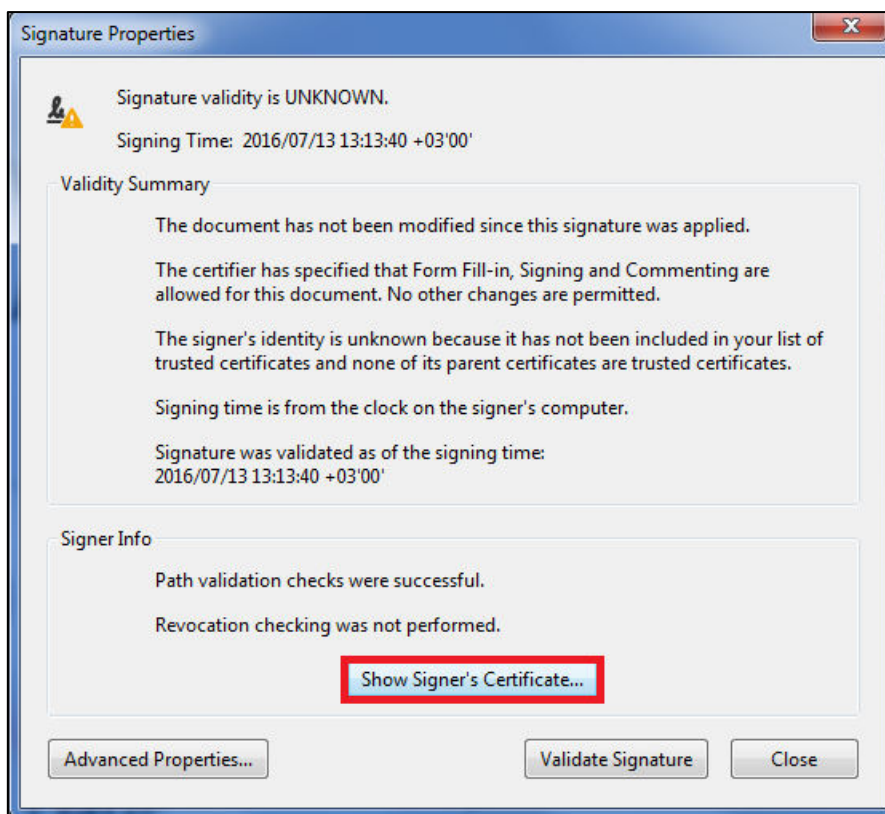 Signature Properties
Signature validity is UNKNOWN.
Signing Time: 2016/07/13 13:13:40 +03'00'
Validity Summary
The document has not been modified since this signature was applied.
The certifier has specified that Form Fill-in, Signing and Commenting are
allowed for this document. No other changes are permitted.
The signer's identity is unknown because it has not been included in your list of
trusted certificates and none of its parent certificates are trusted certificates.
Signing time is from the clock on the signer's computer.
Signature was validated as of the signing time:
2016/07/13 13:13:40 +03'00'
Signer Info
Path validation checks were successful.
Revocation checking was not performed.
Show Signer's Certificate...
Advanced Properties... Validate Signature Close